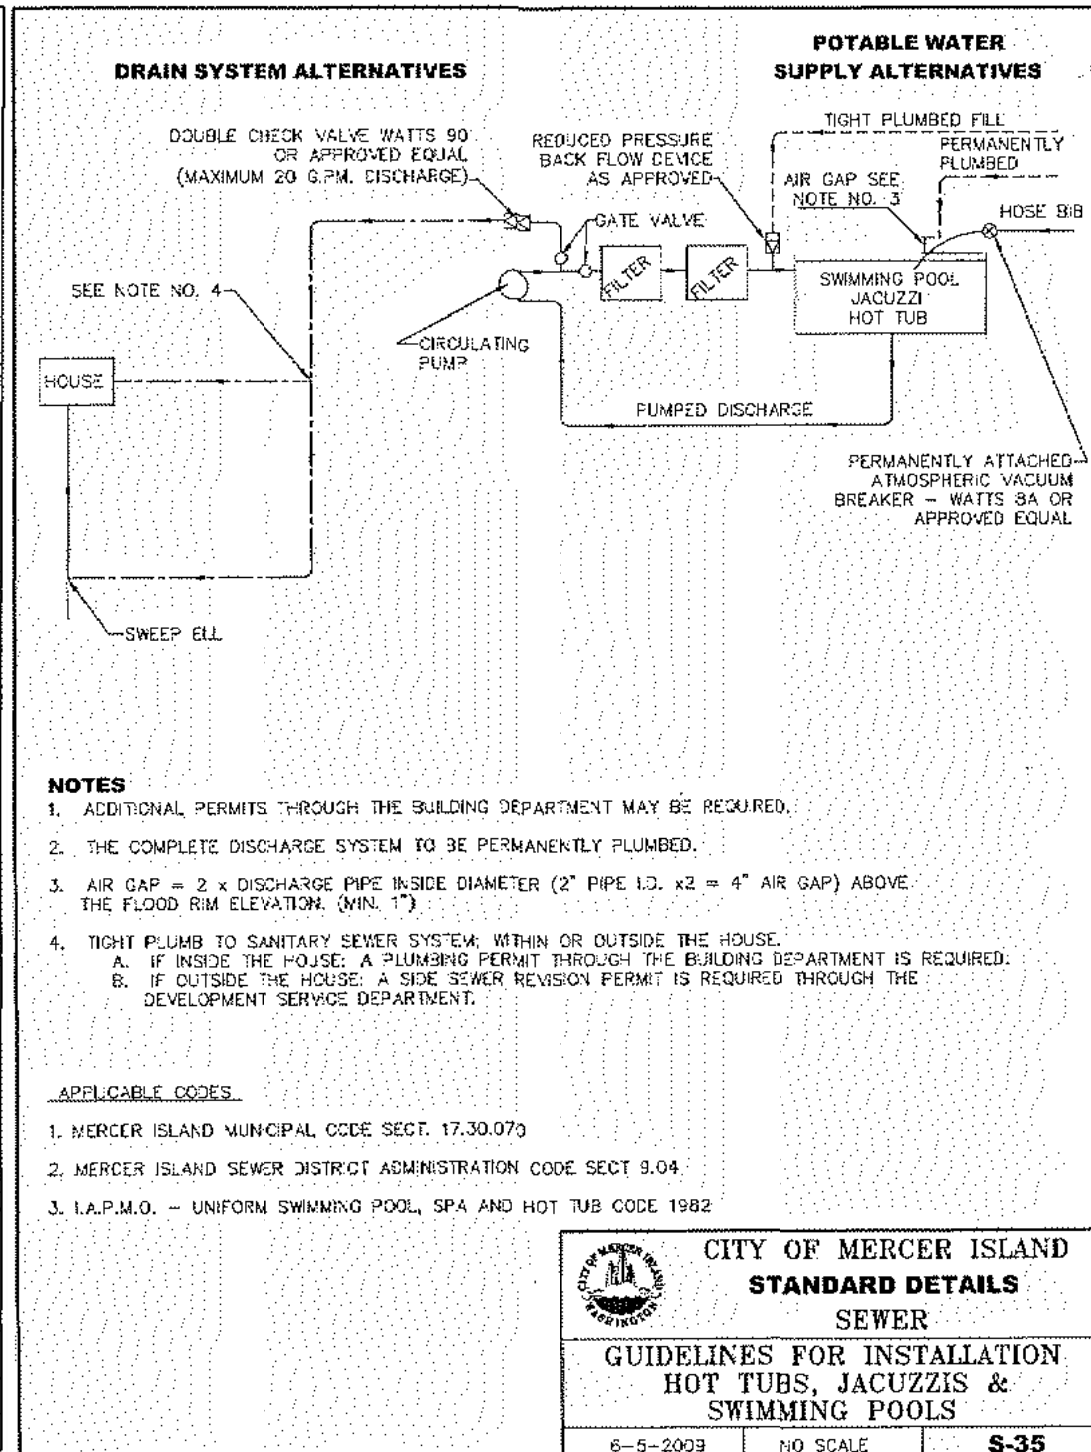 DRAIN SYSTEM ALTERNATIVES
POTABLE WATER
SUPPLY ALTERNATIVES
DOUBLE CHECK VALVE WATTS 90
OR APPROVED EQUAL
(MAXIMUM 20 G.P.M. DISCHARGE)
REDUCED PRESSURE
BACK FLOW DEVICE
AS APPROVED
TIGHT PLUMBED FILL
PERMANENTLY
PLUMBED
AIR GAP SEE
NOTE NO. 3
HOSE BIB
GATE VALVE
FILTER
FILTER
SWIMMING POOL
JACUZZI
HOT TUB
SEE NOTE NO. 4
CIRCULATING
PUMP
HOUSE
PUMPED DISCHARGE
PERMANENTLY ATTACHED
ATMOSPHERIC VACUUM
BREAKER - WATTS 8A OR
APPROVED EQUAL
SWEEP ELL
NOTES
1. ADDITIONAL PERMITS THROUGH THE BUILDING DEPARTMENT MAY BE REQUIRED.
2. THE COMPLETE DISCHARGE SYSTEM TO BE PERMANENTLY PLUMBED.
3. AIR GAP = 2 x DISCHARGE PIPE INSIDE DIAMETER (2" PIPE I.D. x2 = 4" AIR GAP) ABOVE
THE FLOOD RIM ELEVATION. (MIN. 1")
4. TIGHT PLUMB TO SANITARY SEWER SYSTEM; WITHIN OR OUTSIDE THE HOUSE.
A. IF INSIDE THE HOUSE: A PLUMBING PERMIT THROUGH THE BUILDING DEPARTMENT IS REQUIRED.
B. IF OUTSIDE THE HOUSE: A SIDE SEWER REVISION PERMIT IS REQUIRED THROUGH THE
DEVELOPMENT SERVICE DEPARTMENT.
APPLICABLE CODES
1. MERCER ISLAND MUNICIPAL CODE SECT. 17.30.070
2. MERCER ISLAND SEWER DISTRICT ADMINISTRATION CODE SECT 9.04
3. I.A.P.M.O. - UNIFORM SWIMMING POOL, SPA AND HOT TUB CODE 1982
CITY OF MERCER ISLAND
WASHINGTON
CITY OF MERCER ISLAND
STANDARD DETAILS
SEWER
GUIDELINES FOR INSTALLATION
HOT TUBS, JACUZZIS &
SWIMMING POOLS
6-5-2009
NO SCALE
S-35